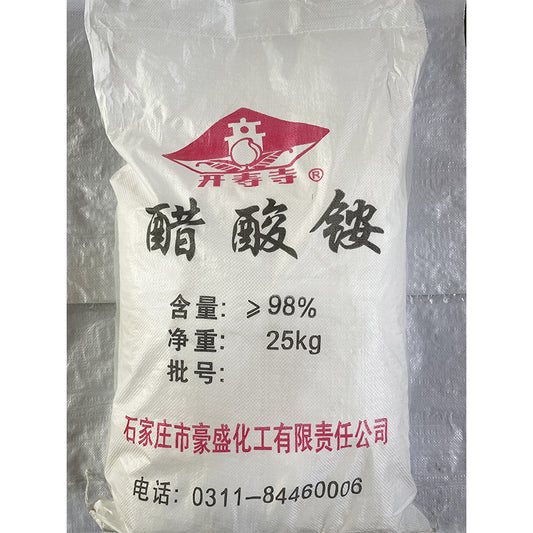 开寿寺®
醋酸铵
含量: ≥98%
净重: 25kg
批号:
石家庄市豪盛化工有限责任公司
电话: 0311-84460006